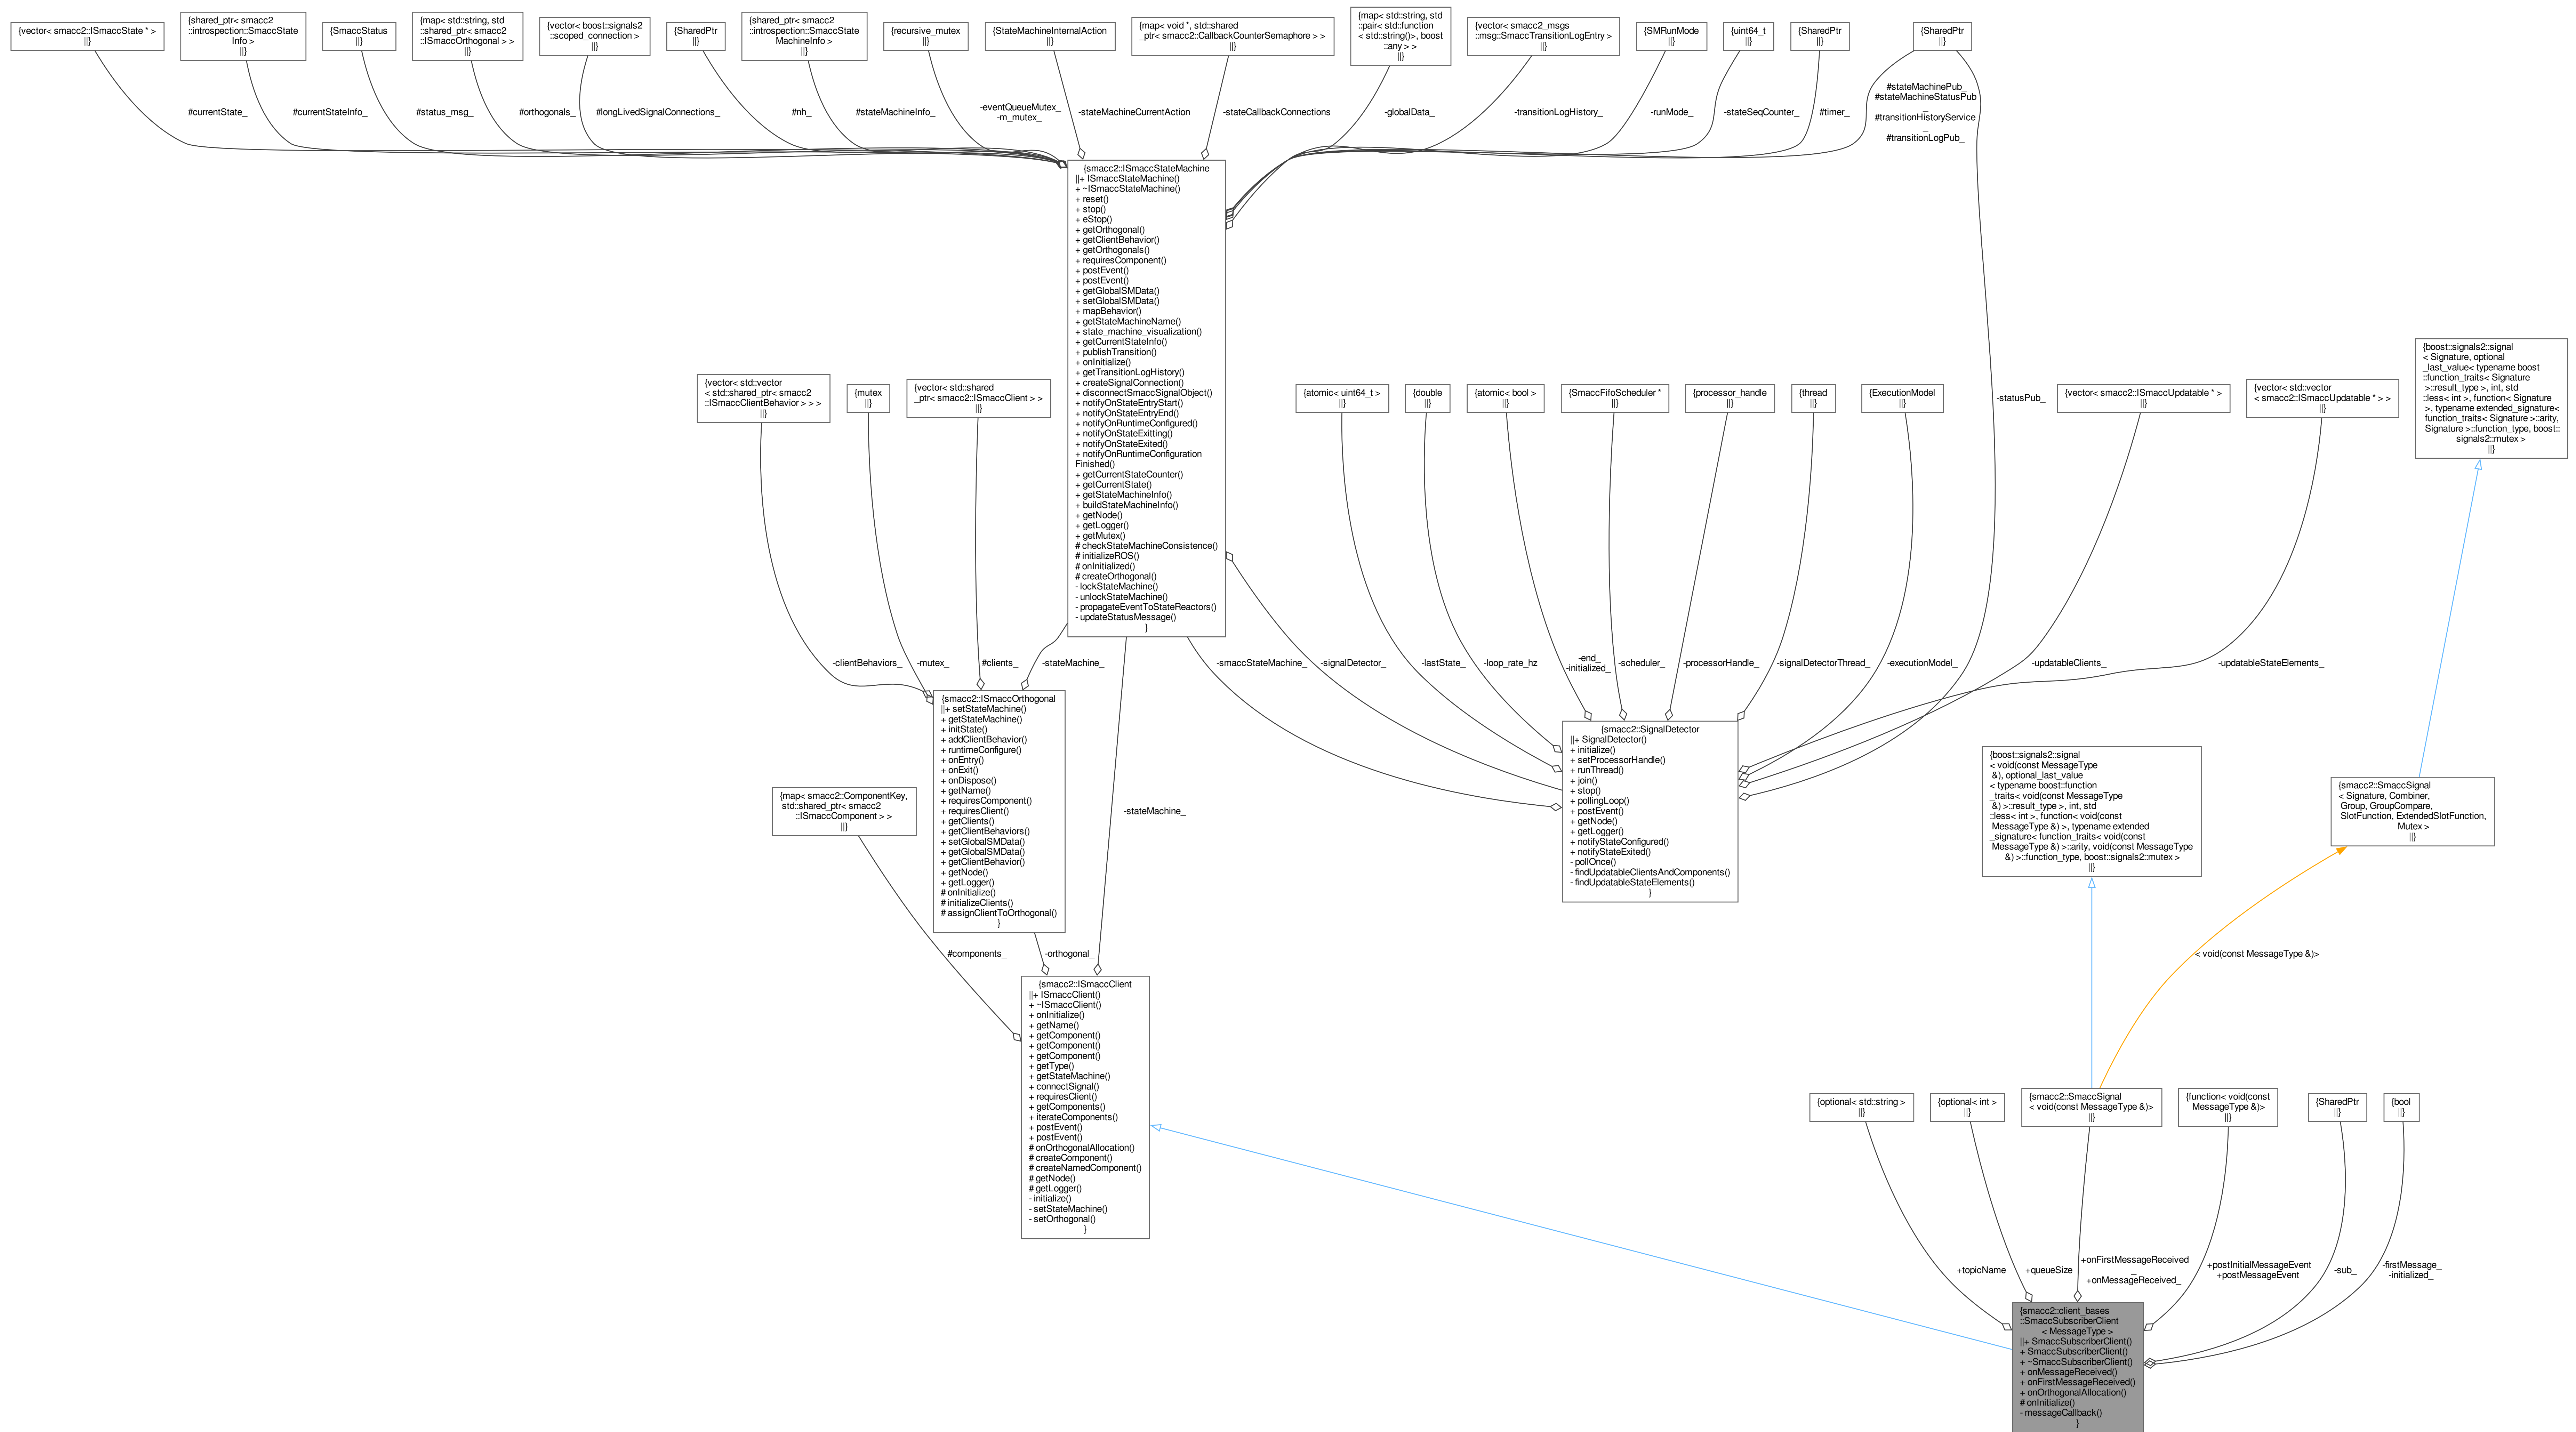 {vector< smacc2::ISmaccState * >
||}
{shared_ptr< smacc2
::introspection::SmaccState
Info >
||}
{SmaccStatus
||}
{map< std::string, std
::shared_ptr< smacc2
::ISmaccOrthogonal > >
||}
{vector< boost::signals2
::scoped_connection >
||}
{SharedPtr
||}
{shared_ptr< smacc2
::introspection::SmaccState
MachineInfo >
||}
{recursive_mutex
||}
{StateMachineInternalAction
||}
{map< void *, std::shared
_ptr< smacc2::CallbackCounterSemaphore > >
||}
{map< std::string, std
::pair< std::function
< std::string()>, boost
::any > >
||}
{vector< smacc2_msgs
::msg::SmaccTransitionLogEntry >
||}
{SMRunMode
||}
{uint64_t
||}
{SharedPtr
||}
{SharedPtr
||}
#currentState_
#currentStateInfo_
#status_msg_
#orthogonals_
#longLivedSignalConnections_
#nh_
#stateMachineInfo_
-eventQueueMutex_
-m_mutex_
-stateMachineCurrentAction
-stateCallbackConnections
-globalData_
-transitionLogHistory_
-runMode_
-stateSeqCounter_
#timer_
#stateMachinePub_
#stateMachineStatusPub
_
#transitionHistoryService
_
#transitionLogPub_
{smacc2::ISmaccStateMachine
||+ ISmaccStateMachine()
+ ~ISmaccStateMachine()
+ reset()
+ stop()
+ eStop()
+ getOrthogonal()
+ getClientBehavior()
+ getOrthogonals()
+ requiresComponent()
+ postEvent()
+ postEvent()
+ getGlobalSMData()
+ setGlobalSMData()
+ mapBehavior()
+ getStateMachineName()
+ state_machine_visualization()
+ getCurrentStateInfo()
+ publishTransition()
+ onInitialize()
+ getTransitionLogHistory()
+ createSignalConnection()
+ disconnectSmaccSignalObject()
+ notifyOnStateEntryStart()
+ notifyOnStateEntryEnd()
+ notifyOnRuntimeConfigured()
+ notifyOnStateExitting()
+ notifyOnStateExited()
+ notifyOnRuntimeConfiguration
Finished()
+ getCurrentStateCounter()
+ getCurrentState()
+ getStateMachineInfo()
+ buildStateMachineInfo()
+ getNode()
+ getLogger()
+ getMutex()
# checkStateMachineConsistence()
# initializeROS()
# onInitialized()
# createOrthogonal()
- lockStateMachine()
- unlockStateMachine()
- propagateEventToStateReactors()
- updateStatusMessage()
}
{vector< std::vector
< std::shared_ptr< smacc2
::ISmaccClientBehavior > > >
||}
{mutex
||}
{vector< std::shared
_ptr< smacc2::ISmaccClient > >
||}
{atomic< uint64_t >
||}
{double
||}
{atomic< bool >
||}
{SmaccFifoScheduler *
||}
{processor_handle
||}
{thread
||}
{ExecutionModel
||}
-statusPub_
{vector< smacc2::ISmaccUpdatable * >
||}
{vector< std::vector
< smacc2::ISmaccUpdatable * > >
||}
{boost::signals2::signal
< Signature, optional
_last_value< typename boost
::function_traits< Signature
>::result_type >, int, std
::less< int >, function< Signature
>, typename extended_signature<
function_traits< Signature >::arity,
Signature >::function_type, boost::
signals2::mutex >
||}
-clientBehaviors_
-mutex_
#clients_
-stateMachine_
-smaccStateMachine_
-signalDetector_
-lastState_
-loop_rate_hz
-end_
-initialized_
-scheduler_
-processorHandle_
-signalDetectorThread_
-executionModel_
-updatableClients_
-updatableStateElements_
{smacc2::ISmaccOrthogonal
||+ setStateMachine()
+ getStateMachine()
+ initState()
+ addClientBehavior()
+ runtimeConfigure()
+ onEntry()
+ onExit()
+ onDispose()
+ getName()
+ requiresComponent()
+ requiresClient()
+ getClients()
+ getClientBehaviors()
+ setGlobalSMData()
+ getGlobalSMData()
+ getClientBehavior()
+ getNode()
+ getLogger()
# onInitialize()
# initializeClients()
# assignClientToOrthogonal()
}
{smacc2::SignalDetector
||+ SignalDetector()
+ initialize()
+ setProcessorHandle()
+ runThread()
+ join()
+ stop()
+ pollingLoop()
+ postEvent()
+ getNode()
+ getLogger()
+ notifyStateConfigured()
+ notifyStateExited()
- pollOnce()
- findUpdatableClientsAndComponents()
- findUpdatableStateElements()
}
{map< smacc2::ComponentKey,
std::shared_ptr< smacc2
::ISmaccComponent > >
||}
-stateMachine_
{boost::signals2::signal
< void(const MessageType
&), optional_last_value
< typename boost::function
_traits< void(const MessageType
&) >::result_type >, int, std
::less< int >, function< void(const
MessageType &) >, typename extended
_signature< function_traits< void(const
MessageType &) >::arity, void(const MessageType
&) >::function_type, boost::signals2::mutex >
||}
{smacc2::SmaccSignal
< Signature, Combiner,
Group, GroupCompare,
SlotFunction, ExtendedSlotFunction,
Mutex >
||}
#components_
-orthogonal_
< void(const MessageType &)>
{smacc2::ISmaccClient
||+ ISmaccClient()
+ ~ISmaccClient()
+ onInitialize()
+ getName()
+ getComponent()
+ getComponent()
+ getComponent()
+ getType()
+ getStateMachine()
+ connectSignal()
+ requiresClient()
+ getComponents()
+ iterateComponents()
+ postEvent()
+ postEvent()
# onOrthogonalAllocation()
# createComponent()
# createNamedComponent()
# getNode()
# getLogger()
- initialize()
- setStateMachine()
- setOrthogonal()
}
{optional< std::string >
||}
{optional< int >
||}
{smacc2::SmaccSignal
< void(const MessageType &)>
||}
{function< void(const
MessageType &)>
||}
{SharedPtr
||}
{bool
||}
+topicName
+queueSize
+onFirstMessageReceived
_
+onMessageReceived_
+postInitialMessageEvent
+postMessageEvent
-sub_
-firstMessage_
-initialized_
{smacc2::client_bases
::SmaccSubscriberClient
< MessageType >
||+ SmaccSubscriberClient()
+ SmaccSubscriberClient()
+ ~SmaccSubscriberClient()
+ onMessageReceived()
+ onFirstMessageReceived()
+ onOrthogonalAllocation()
# onInitialize()
- messageCallback()
}